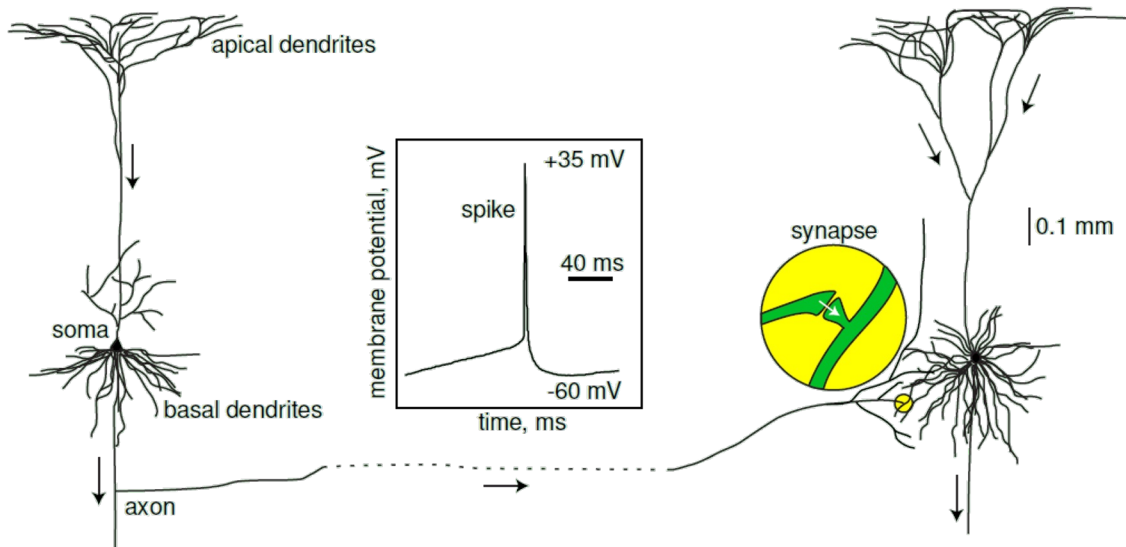 apical dendrites
soma
basal dendrites
axon
membrane potential, mV
+35 mV
spike
40 ms
-60 mV
time, ms
synapse
0.1 mm